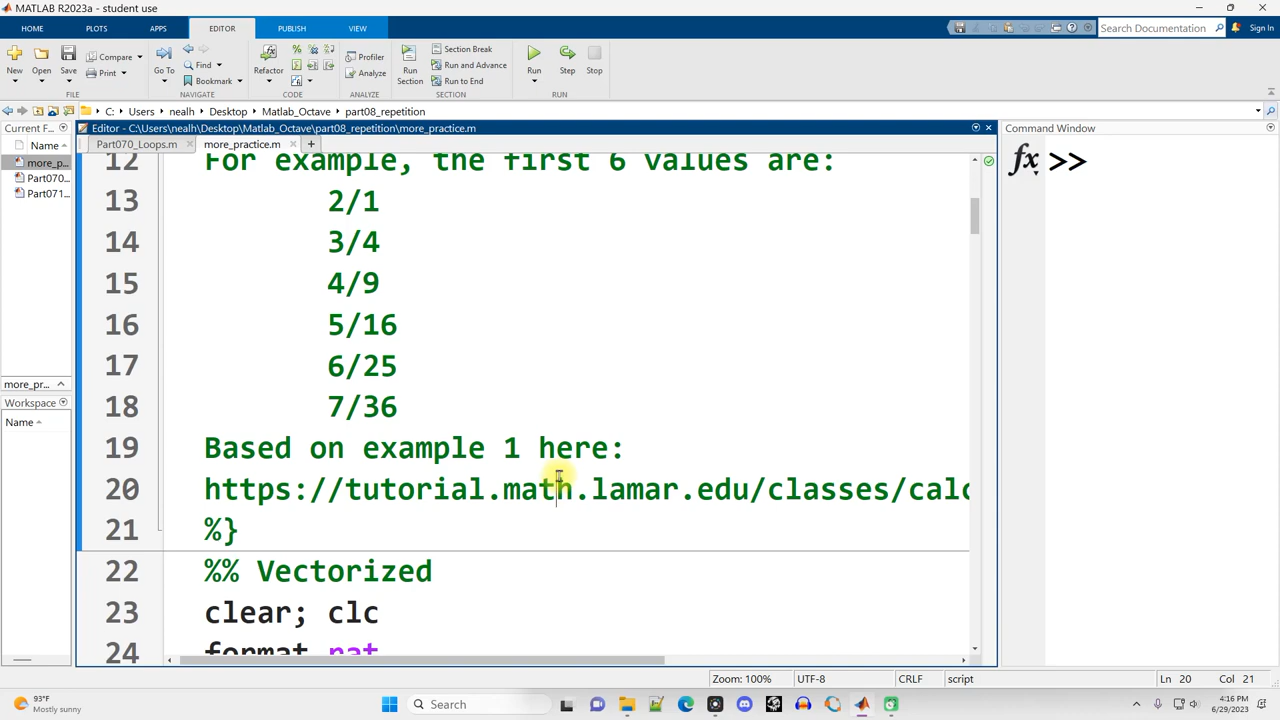 MATLAB R2023a - student use
HOME PLOTS APPS EDITOR PUBLISH VIEW Search Documentation Sign In
New Open Save Compare Print Go To Find Bookmark Refactor Profiler Analyze Run Section Section Break Run and Advance Run to End Run Step Stop
FILE NAVIGATE CODE ANALYZE SECTION RUN
C: Users nealh Desktop Matlab_Octave part08_repetition
Current F... Editor - C:\Users\nealh\Desktop\Matlab_Octave\part08_repetition\more_practice.m Command Window
Name Part070_Loops.m more_practice.m
more_p...
Part070...
Part071...
more_pr...
Workspace
Name
12 For example, the first 6 values are:
13 2/1
14 3/4
15 4/9
16 5/16
17 6/25
18 7/36
19 Based on example 1 here:
20 https://tutorial.math.lamar.edu/classes/calc
21 %}
22 %% Vectorized
23 clear; clc
24 format rat
fx >>
Zoom: 100% UTF-8 CRLF script Ln 20 Col 21
93°F
Mostly sunny
Search
4:16 PM
6/29/2023